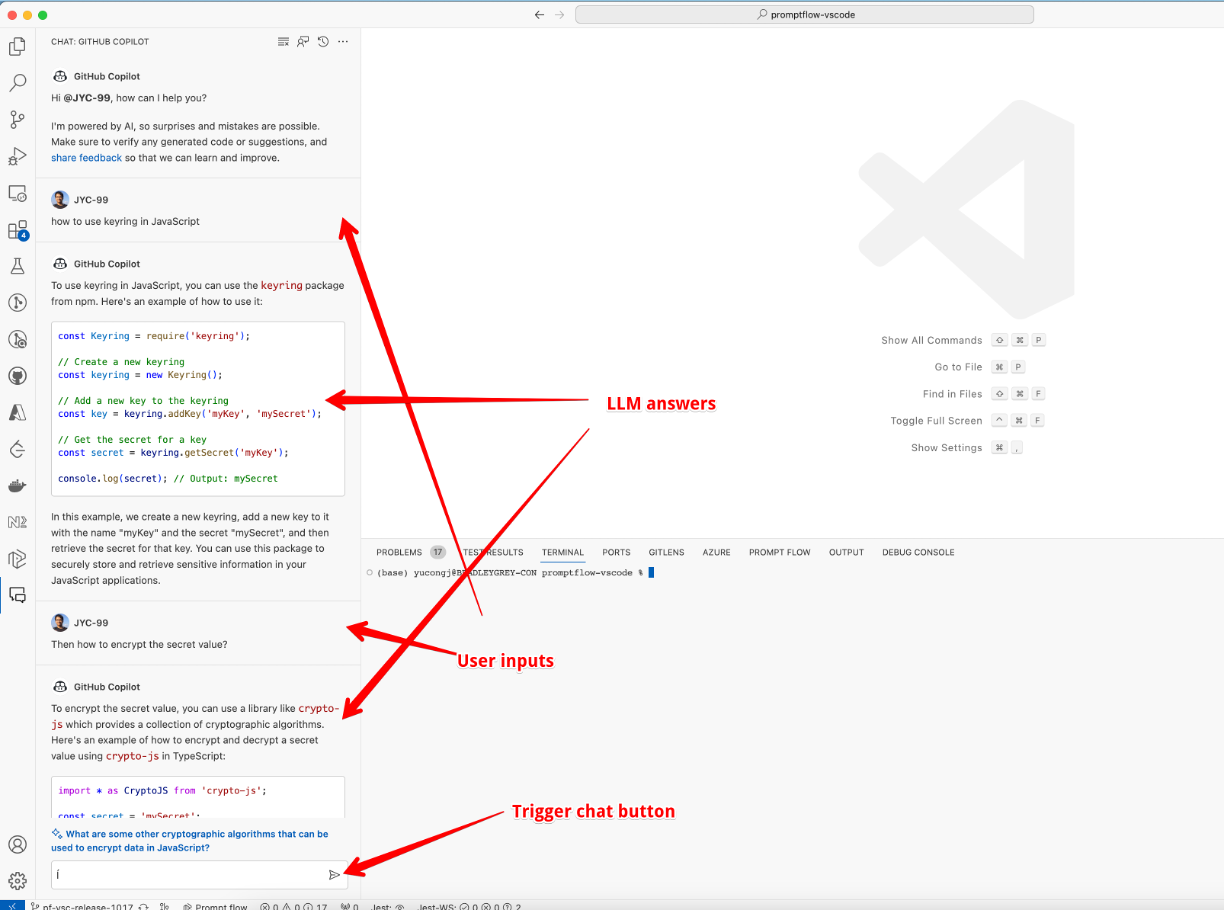 promptflow-vscode
CHAT: GITHUB COPILOT
GitHub Copilot
Hi @JYC-99, how can I help you?
I'm powered by AI, so surprises and mistakes are possible.
Make sure to verify any generated code or suggestions, and
share feedback so that we can learn and improve.
JYC-99
how to use keyring in JavaScript
GitHub Copilot
To use keyring in JavaScript, you can use the keyring package
from npm. Here's an example of how to use it:
const Keyring = require('keyring');
// Create a new keyring
const keyring = new Keyring();
// Add a new key to the keyring
const key = keyring.addKey('myKey', 'mySecret');
// Get the secret for a key
const secret = keyring.getSecret('myKey');
console.log(secret); // Output: mySecret
In this example, we create a new keyring, add a new key to it
with the name "myKey" and the secret "mySecret", and then
retrieve the secret for that key. You can use this package to
securely store and retrieve sensitive information in your
JavaScript applications.
JYC-99
Then how to encrypt the secret value?
GitHub Copilot
To encrypt the secret value, you can use a library like crypto-
js which provides a collection of cryptographic algorithms.
Here's an example of how to encrypt and decrypt a secret
value using crypto-js in TypeScript:
import * as CryptoJS from 'crypto-js';
const secret = 'mySecret';
What are some other cryptographic algorithms that can be
used to encrypt data in JavaScript?
4
Show All Commands ⇧ ⌘ P
Go to File ⌘ P
Find in Files ⇧ ⌘ F
Toggle Full Screen ^ ⌘ F
Show Settings ⌘ ,
LLM answers
PROBLEMS 17 TEST RESULTS TERMINAL PORTS GITLENS AZURE PROMPT FLOW OUTPUT DEBUG CONSOLE
(base) yucongj@BRADLEYGREY-CON promptflow-vscode %
User inputs
Trigger chat button
pf-vsc-release-1017 Prompt flow 0 0 17 0 Jest: Jest-WS: 0 0 2